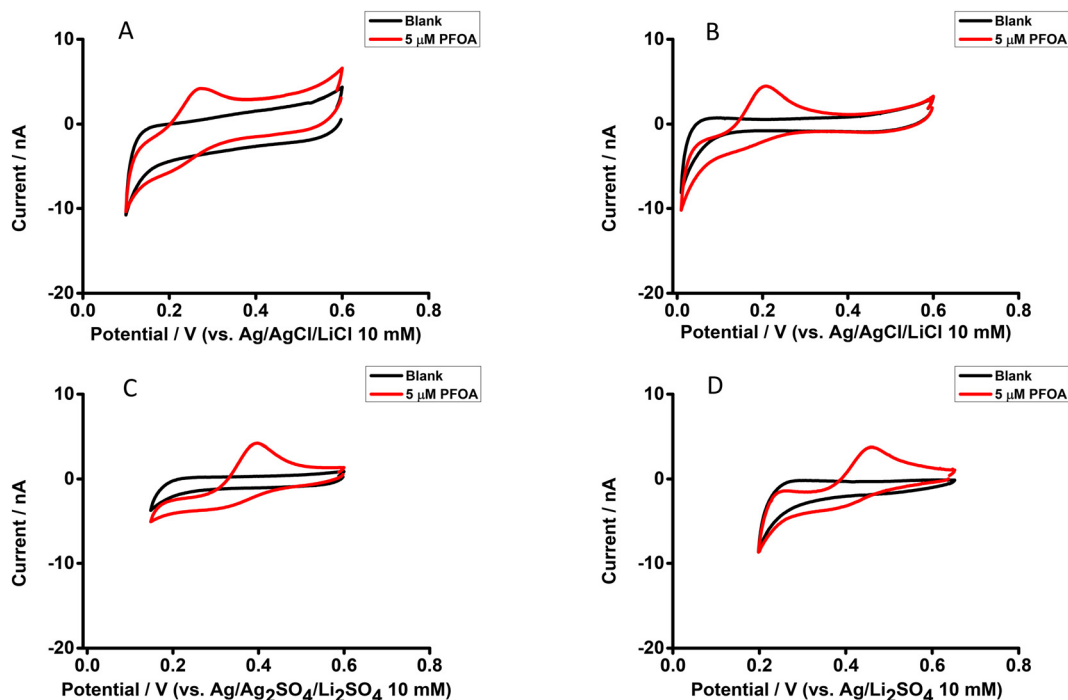 A
Blank
5 µM PFOA
10
0
-10
-20
Current / nA
0.0 0.2 0.4 0.6 0.8
Potential / V (vs. Ag/AgCl/LiCl 10 mM)
B
Blank
5 µM PFOA
10
0
-10
-20
Current / nA
0.0 0.2 0.4 0.6 0.8
Potential / V (vs. Ag/AgCl/LiCl 10 mM)
C
Blank
5 µM PFOA
10
0
-10
-20
Current / nA
0.0 0.2 0.4 0.6 0.8
Potential / V (vs. Ag/Ag₂SO₄/Li₂SO₄ 10 mM)
D
Blank
5 µM PFOA
10
0
-10
-20
Current / nA
0.0 0.2 0.4 0.6 0.8
Potential / V (vs. Ag/Li₂SO₄ 10 mM)